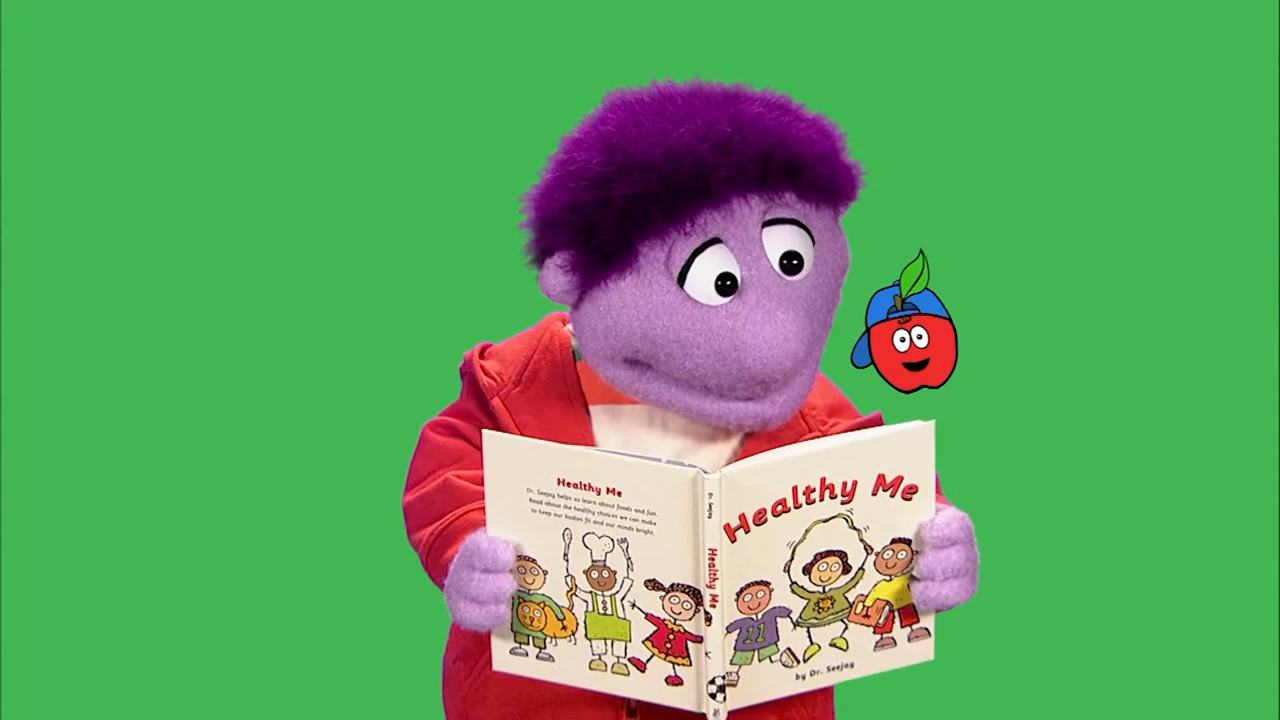 Healthy Me
Dr. Seejay helps us learn about foods and fun.
Read about the healthy choices we can make
to keep our bodies fit and our minds bright.
Dr. Seejay
Healthy Me
Healthy Me
11
by Dr. Seejay